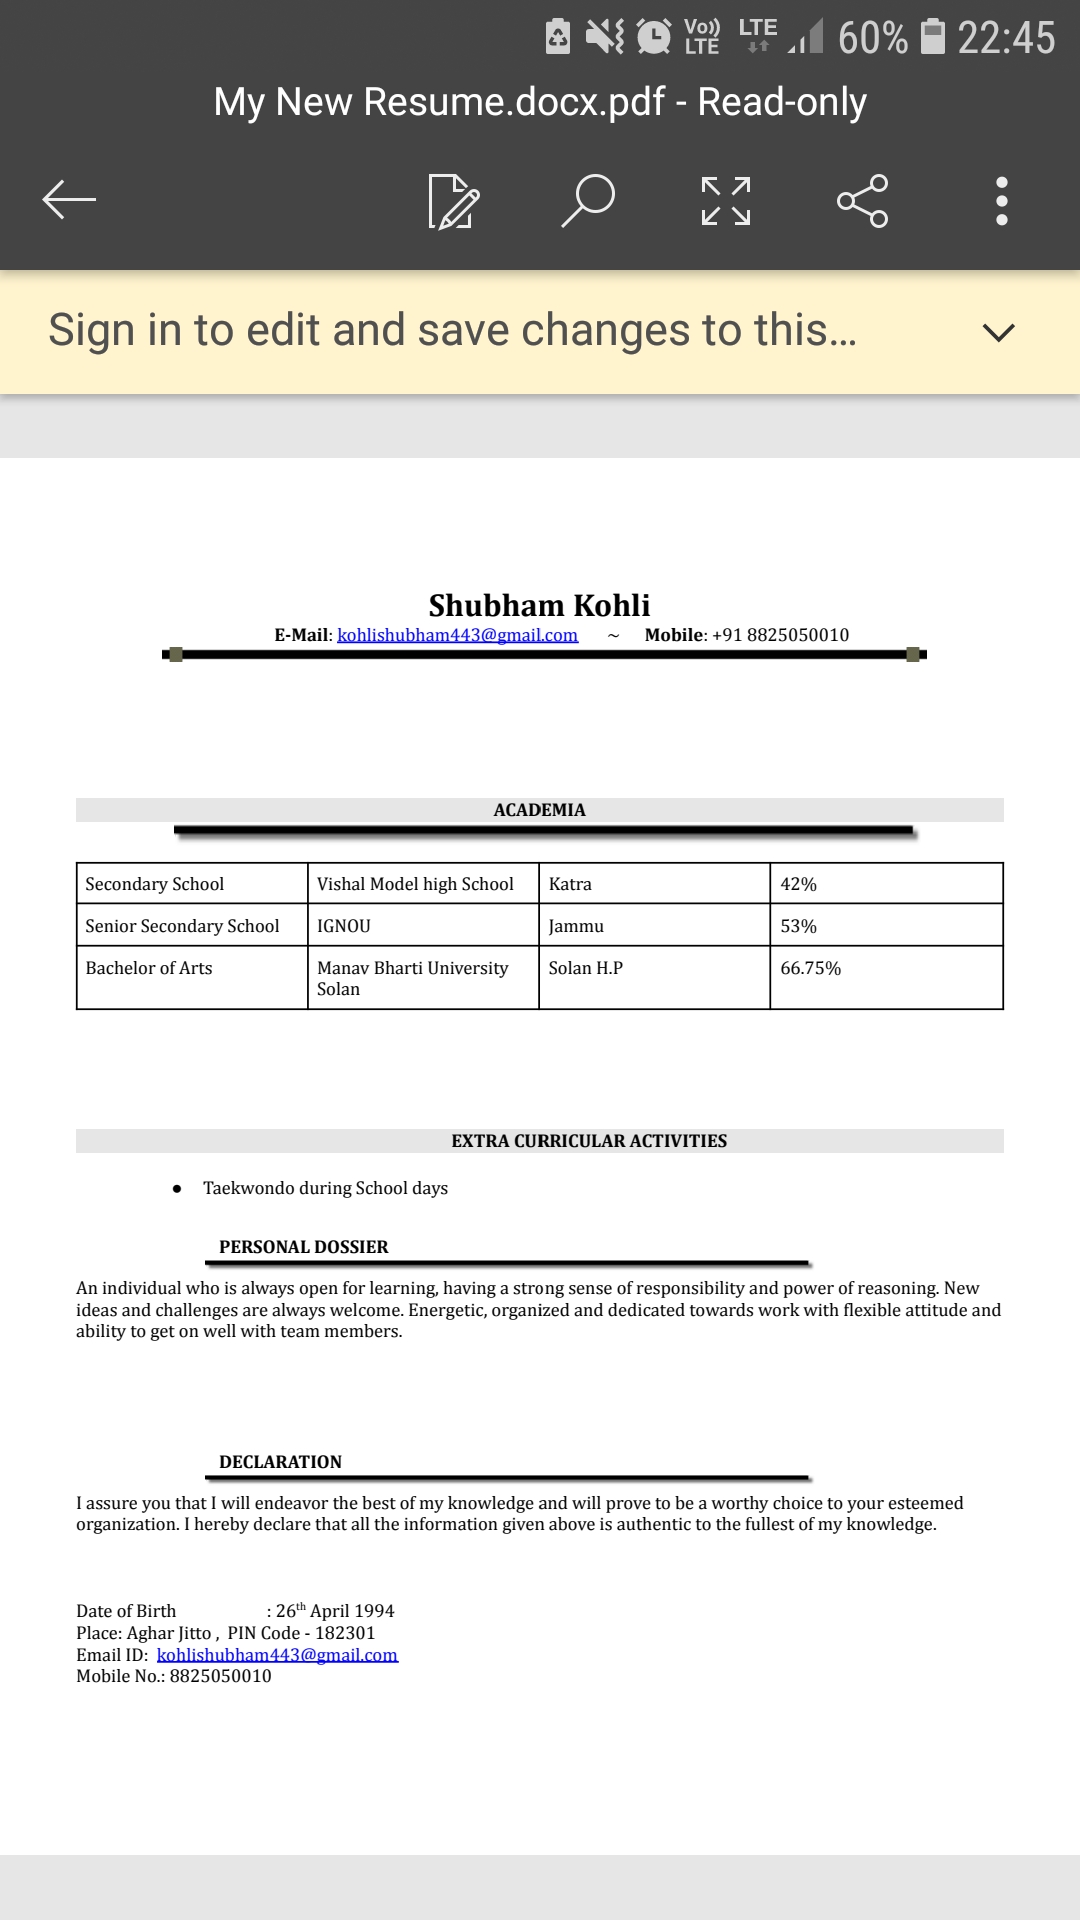 Vo)) LTE LTE 60% 22:45
My New Resume.docx.pdf - Read-only
Sign in to edit and save changes to this...
Shubham Kohli
E-Mail: kohlishubham443@gmail.com ~ Mobile: +91 8825050010
ACADEMIA
Secondary School Vishal Model high School Katra 42%
Senior Secondary School IGNOU Jammu 53%
Bachelor of Arts Manav Bharti University Solan H.P 66.75%
Solan
EXTRA CURRICULAR ACTIVITIES
● Taekwondo during School days
PERSONAL DOSSIER
An individual who is always open for learning, having a strong sense of responsibility and power of reasoning. New
ideas and challenges are always welcome. Energetic, organized and dedicated towards work with flexible attitude and
ability to get on well with team members.
DECLARATION
I assure you that I will endeavor the best of my knowledge and will prove to be a worthy choice to your esteemed
organization. I hereby declare that all the information given above is authentic to the fullest of my knowledge.
Date of Birth : 26th April 1994
Place: Aghar Jitto , PIN Code - 182301
Email ID: kohlishubham443@gmail.com
Mobile No.: 8825050010